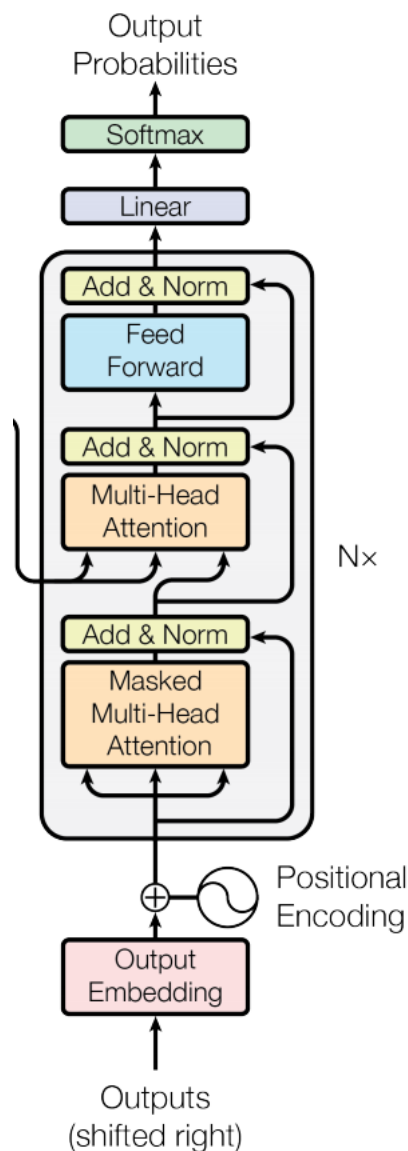 Output
Probabilities
Softmax
Linear
Add & Norm
Feed
Forward
Add & Norm
Multi-Head
Attention
N×
Add & Norm
Masked
Multi-Head
Attention
Positional
Encoding
Output
Embedding
Outputs
(shifted right)